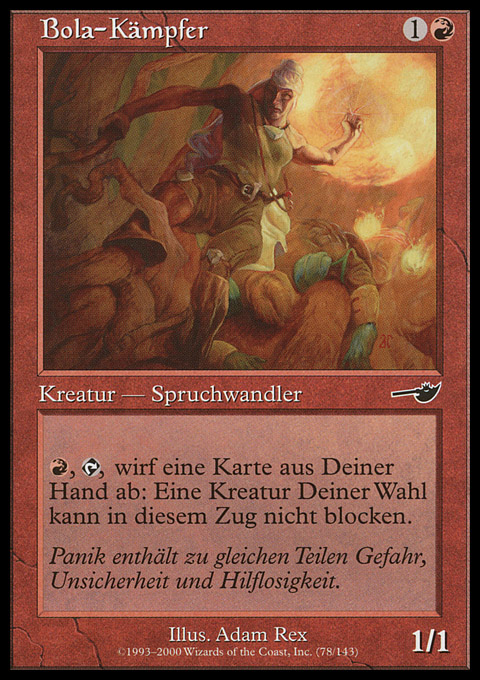 Bola-Kämpfer 1
Kreatur — Spruchwandler
, , wirf eine Karte aus Deiner
Hand ab: Eine Kreatur Deiner Wahl
kann in diesem Zug nicht blocken.
Panik enthält zu gleichen Teilen Gefahr,
Unsicherheit und Hilflosigkeit.
Illus. Adam Rex
©1993–2000 Wizards of the Coast, Inc. (78/143)
1/1